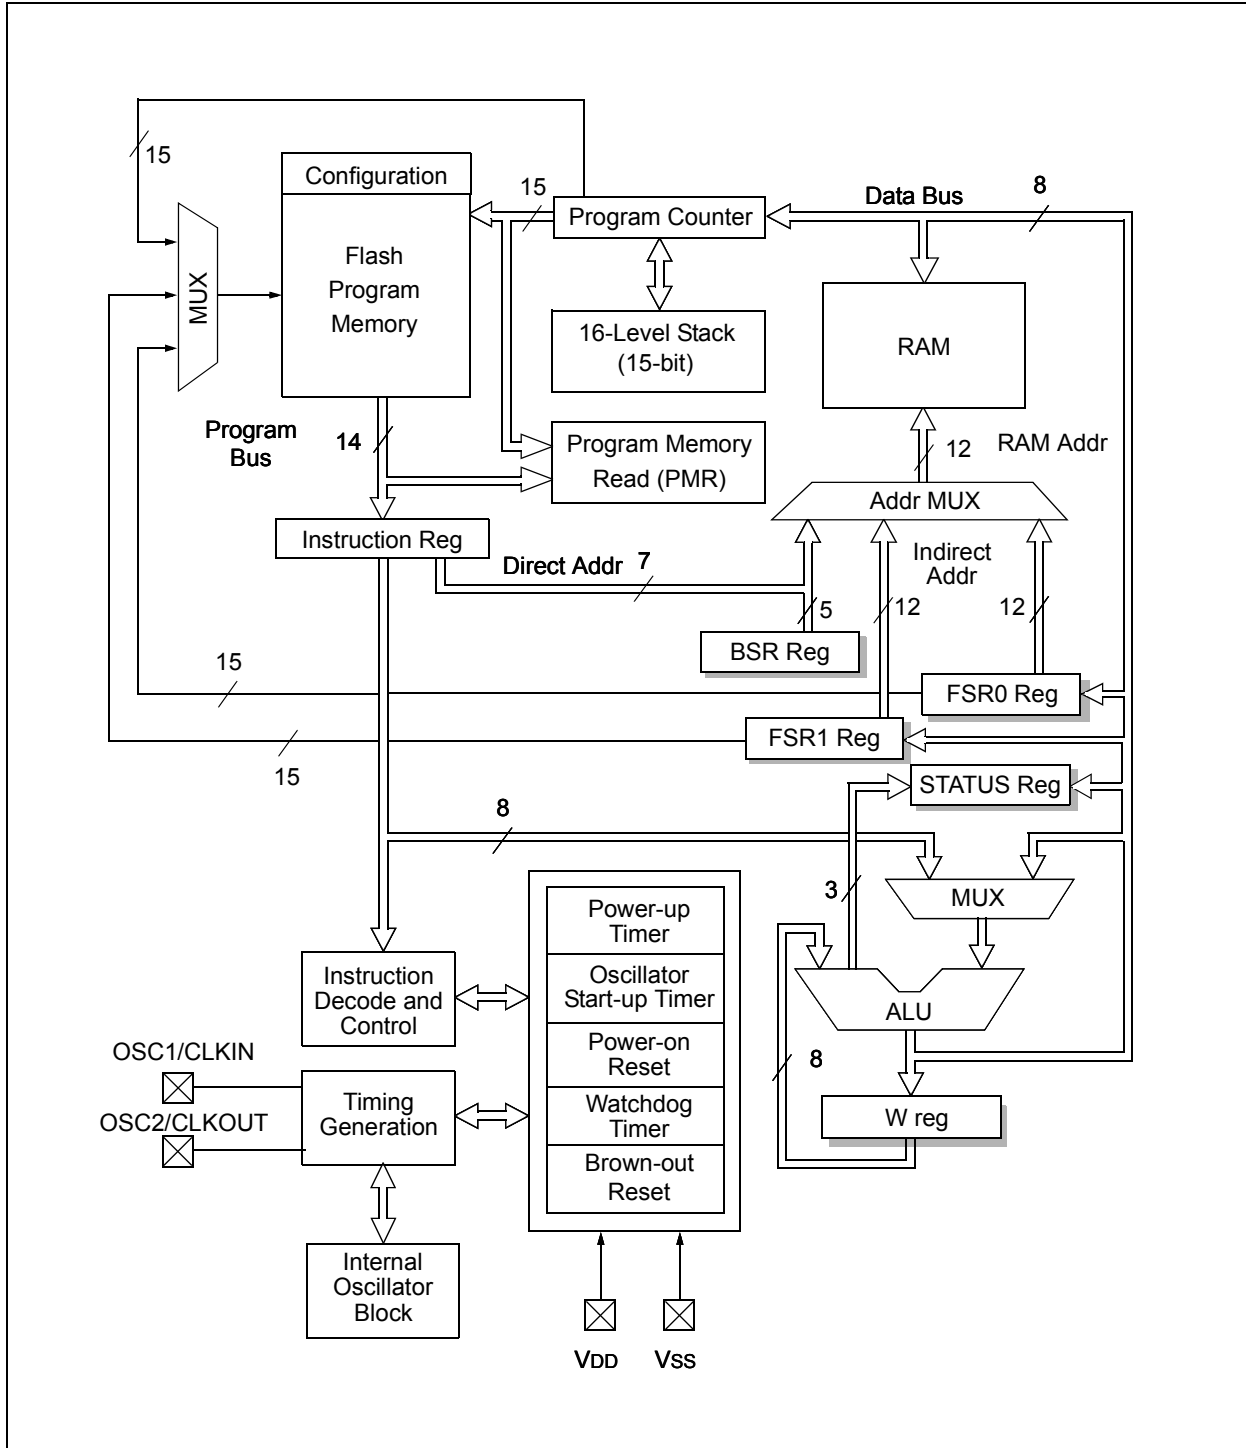 15
Configuration
Flash
Program
Memory
MUX
15
Program Counter
Data Bus
8
16-Level Stack
(15-bit)
RAM
Program
Bus
14
Program Memory
Read (PMR)
12
RAM Addr
Addr MUX
Instruction Reg
Direct Addr
7
Indirect
Addr
5
12
12
BSR Reg
15
FSR0 Reg
FSR1 Reg
15
STATUS Reg
8
3
MUX
Power-up
Timer
Oscillator
Start-up Timer
Power-on
Reset
Watchdog
Timer
Brown-out
Reset
Instruction
Decode and
Control
ALU
8
W reg
OSC1/CLKIN
OSC2/CLKOUT
Timing
Generation
Internal
Oscillator
Block
VDD
VSS